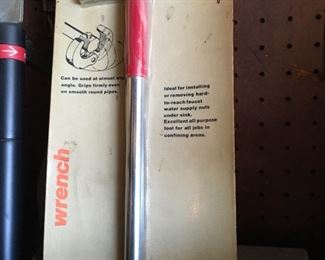 Can be used at almost any
angle. Grips firmly even
on smooth round pipes.
Ideal for installing
or removing hard-
to-reach faucet
water supply nuts
under sink.
Excellent all purpose
tool for all jobs in
confining areas.
wrench